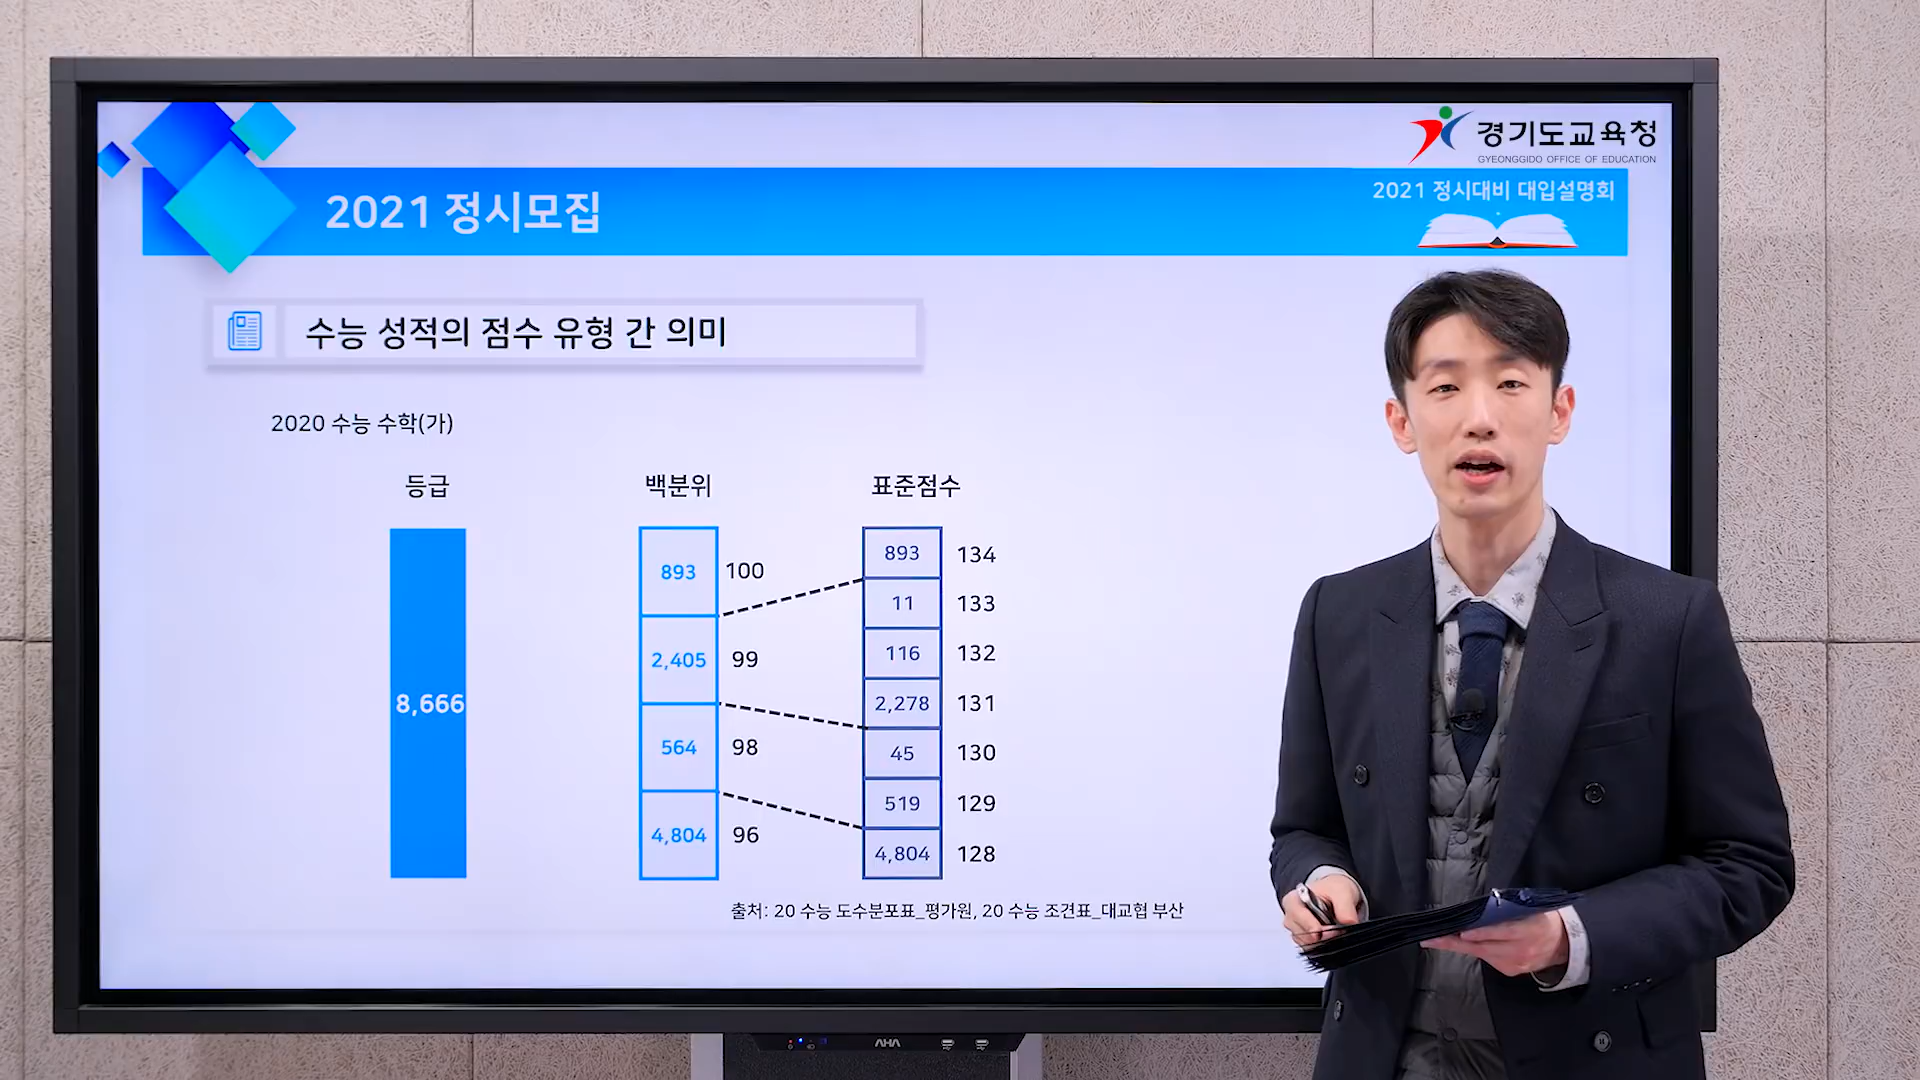 경기도교육청
GYEONGGIDO OFFICE OF EDUCATION
2021 정시대비 대입설명회
2021 정시모집
수능 성적의 점수 유형 간 의미
2020 수능 수학(가)
등급 백분위 표준점수
893 134
893 100
11 133
116 132
2,405 99
8,666
2,278 131
564 98
45 130
519 129
4,804 96
4,804 128
출처: 20 수능 도수분포표_평가원, 20 수능 조건표_대교협 부산
AHA